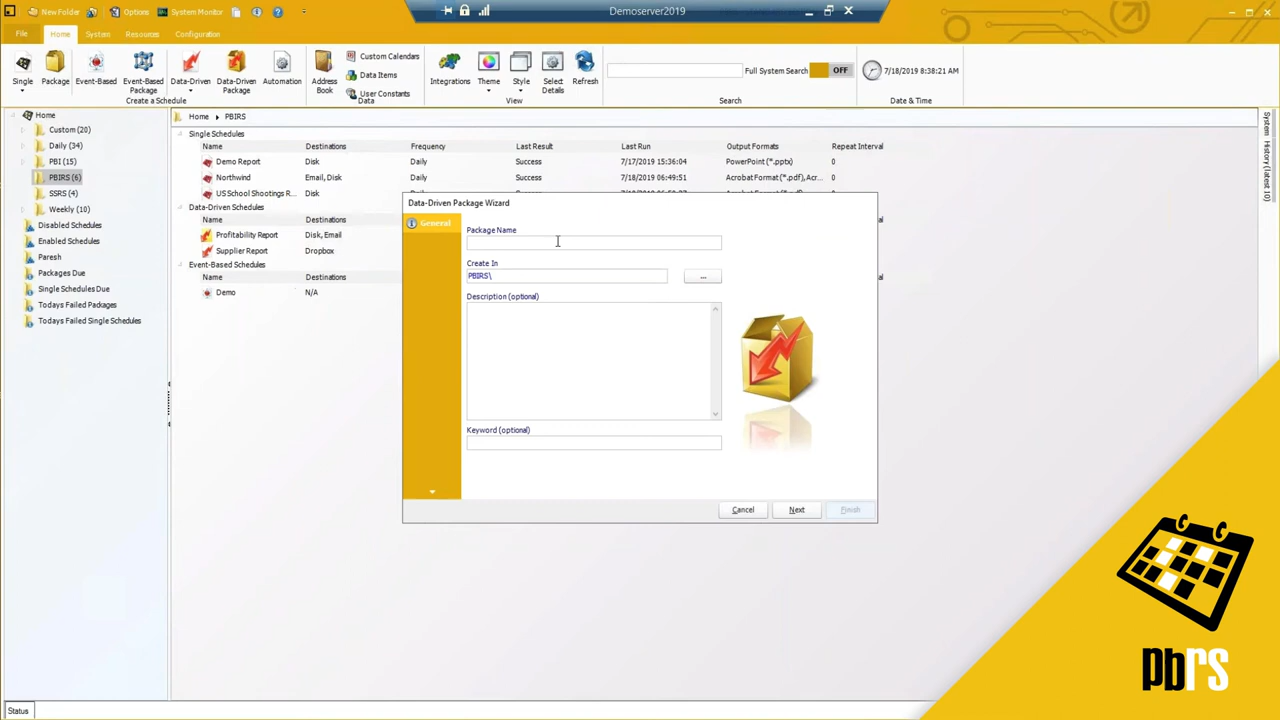 New Folder Options System Monitor
Demoserver2019
File Home System Resources Configuration
Single Package Event-Based Event-Based Package Data-Driven Data-Driven Package Automation
Create a Schedule
Address Book
Custom Calendars
Data Items
User Constants
Data
Integrations Theme Style Select Details Refresh
View
Full System Search OFF
Search
7/18/2019 8:38:21 AM
Date & Time
Home
Custom (20)
Daily (34)
PBI (15)
PBIRS (6)
SSRS (4)
Weekly (10)
Disabled Schedules
Enabled Schedules
Paresh
Packages Due
Single Schedules Due
Todays Failed Packages
Todays Failed Single Schedules
Home PBIRS
Single Schedules
Name Destinations Frequency Last Result Last Run Output Formats Repeat Interval
Demo Report Disk Daily Success 7/17/2019 15:36:04 PowerPoint (*.pptx) 0
Northwind Email, Disk Daily Success 7/18/2019 06:49:51 Acrobat Format (*.pdf), Acr... 0
US School Shootings R...
Data-Driven Schedules
Name Destinations
Profitability Report Disk, Email
Supplier Report Dropbox
Event-Based Schedules
Name Destinations
Demo N/A
Data-Driven Package Wizard
General
Package Name
Create In
PBIRS\
...
Description (optional)
Keyword (optional)
Cancel Next Finish
System History (latest 10)
Status
pbrs